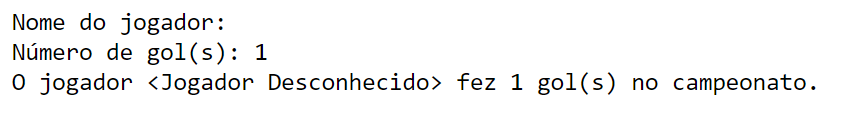 Nome do jogador:
Número de gol(s): 1
O jogador <Jogador Desconhecido> fez 1 gol(s) no campeonato.